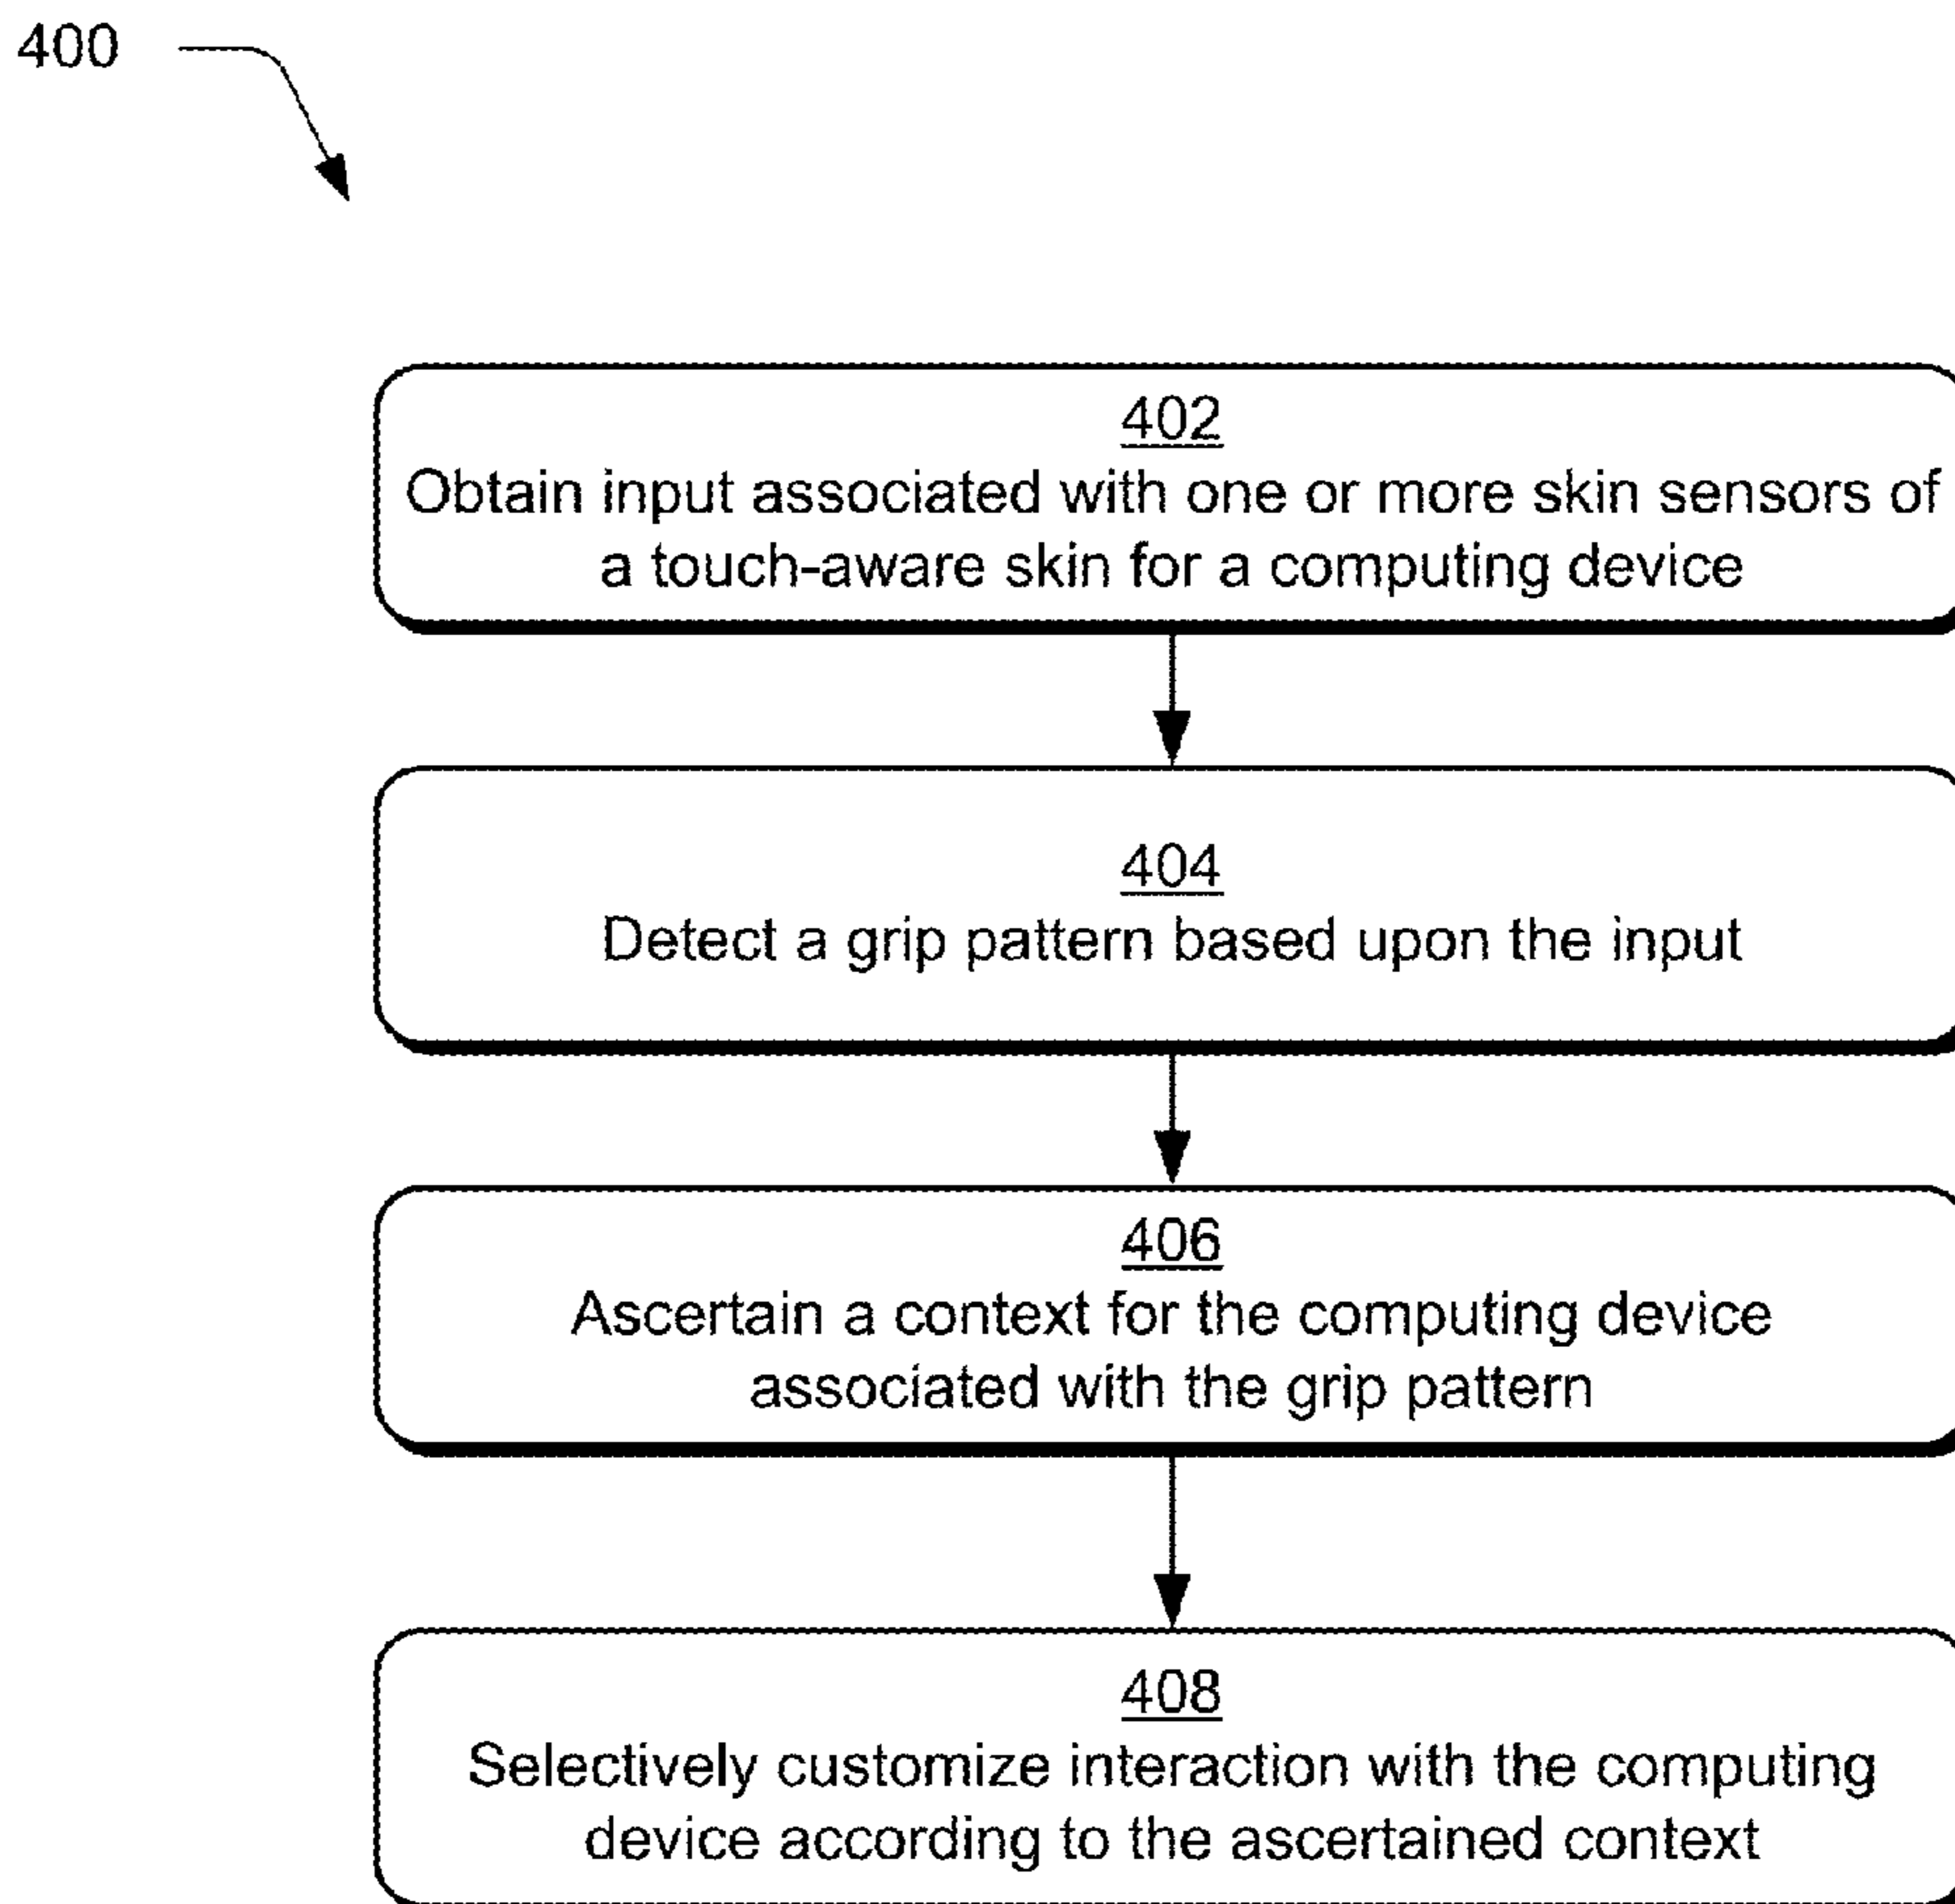 400
402
Obtain input associated with one or more skin sensors of
a touch-aware skin for a computing device
404
Detect a grip pattern based upon the input
406
Ascertain a context for the computing device
associated with the grip pattern
408
Selectively customize interaction with the computing
device according to the ascertained context